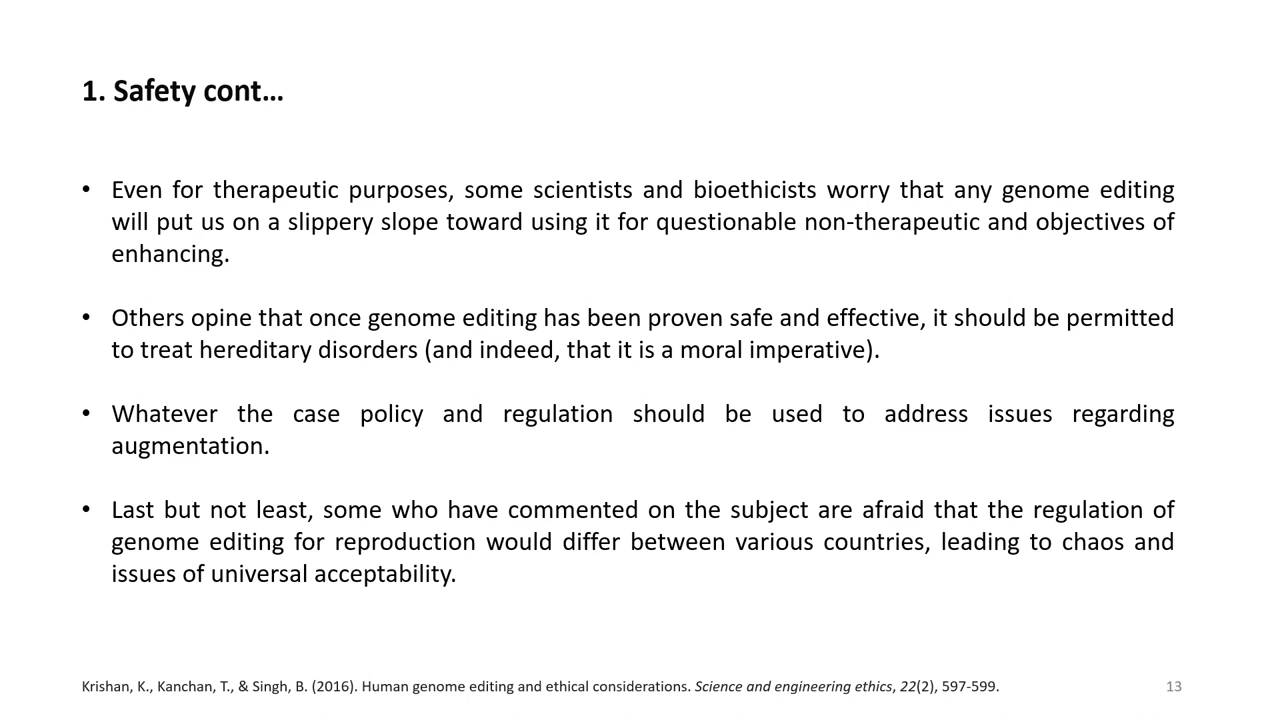 1. Safety cont…
• Even for therapeutic purposes, some scientists and bioethicists worry that any genome editing
will put us on a slippery slope toward using it for questionable non-therapeutic and objectives of
enhancing.
• Others opine that once genome editing has been proven safe and effective, it should be permitted
to treat hereditary disorders (and indeed, that it is a moral imperative).
• Whatever the case policy and regulation should be used to address issues regarding
augmentation.
• Last but not least, some who have commented on the subject are afraid that the regulation of
genome editing for reproduction would differ between various countries, leading to chaos and
issues of universal acceptability.
Krishan, K., Kanchan, T., & Singh, B. (2016). Human genome editing and ethical considerations. Science and engineering ethics, 22(2), 597-599.
13